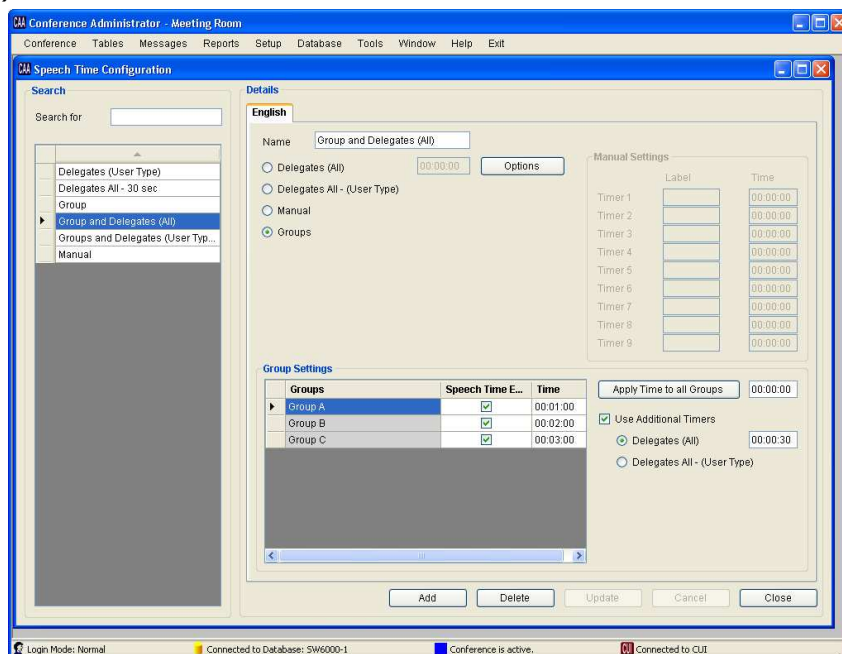 CAA Conference Administrator - Meeting Room
Conference Tables Messages Reports Setup Database Tools Window Help Exit
CAA Speech Time Configuration
Search
Search for
Delegates (User Type)
Delegates All - 30 sec
Group
Group and Delegates (All)
Groups and Delegates (User Typ...
Manual
Details
English
Name Group and Delegates (All)
Delegates (All) 00:00:00 Options
Delegates All - (User Type)
Manual
Groups
Manual Settings
Label Time
Timer 1 00:00:00
Timer 2 00:00:00
Timer 3 00:00:00
Timer 4 00:00:00
Timer 5 00:00:00
Timer 6 00:00:00
Timer 7 00:00:00
Timer 8 00:00:00
Timer 9 00:00:00
Group Settings
Groups Speech Time E... Time
Group A 00:01:00
Group B 00:02:00
Group C 00:03:00
Apply Time to all Groups 00:00:00
Use Additional Timers
Delegates (All) 00:00:30
Delegates All - (User Type)
Add Delete Update Cancel Close
Login Mode: Normal Connected to Database: SW6000-1 Conference is active. CUI Connected to CUI